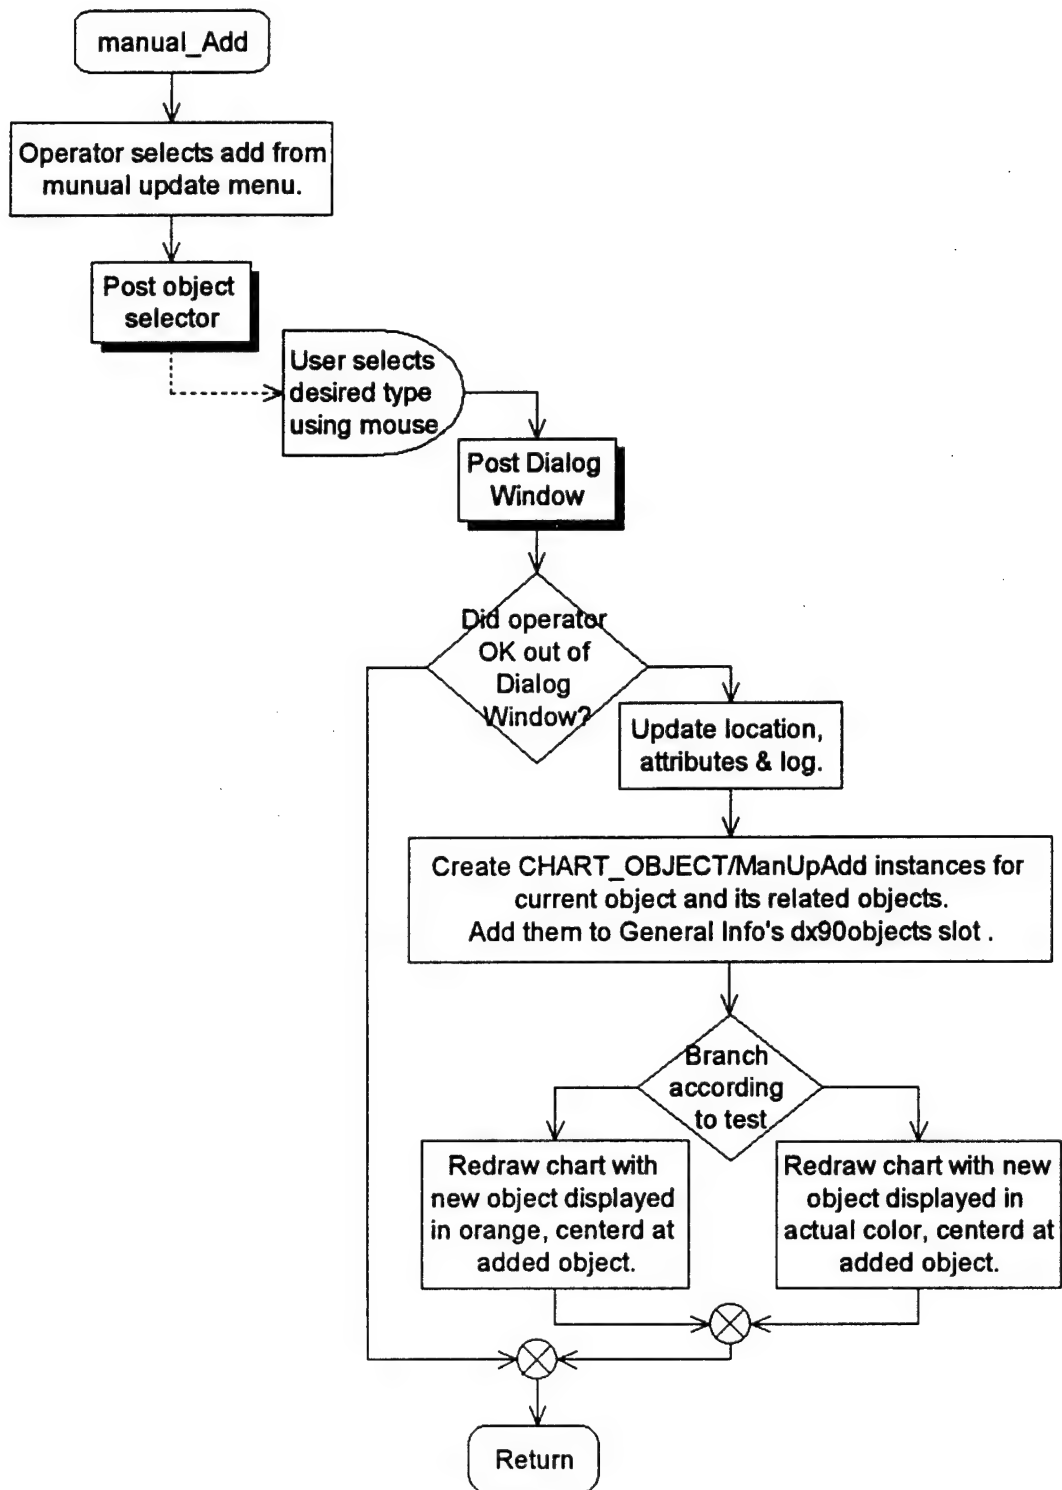 manual_Add
Operator selects add from
munual update menu.
Post object
selector
User selects
desired type
using mouse
Post Dialog
Window
Did operator
OK out of
Dialog
Window?
Update location,
attributes & log.
Create CHART_OBJECT/ManUpAdd instances for
current object and its related objects.
Add them to General Info's dx90objects slot .
Branch
according
to test
Redraw chart with
new object displayed
in orange, centerd at
added object.
Redraw chart with new
object displayed in
actual color, centerd at
added object.
Return